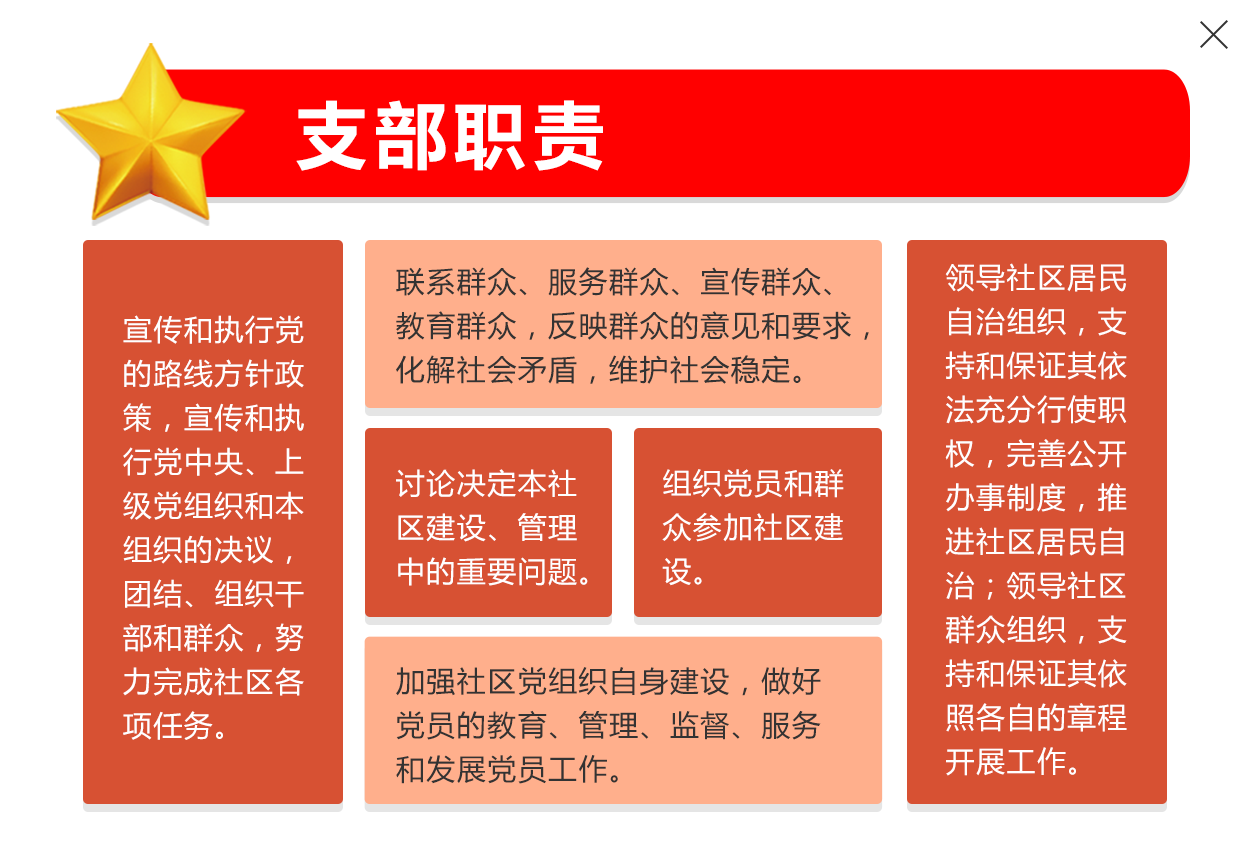 支部职责
宣传和执行党
的路线方针政
策，宣传和执
行党中央、上
级党组织和本
组织的决议，
团结、组织干
部和群众，努
力完成社区各
项任务。
联系群众、服务群众、宣传群众、
教育群众，反映群众的意见和要求，
化解社会矛盾，维护社会稳定。
讨论决定本社
区建设、管理
中的重要问题。
组织党员和群
众参加社区建
设。
加强社区党组织自身建设，做好
党员的教育、管理、监督、服务
和发展党员工作。
领导社区居民
自治组织，支
持和保证其依
法充分行使职
权，完善公开
办事制度，推
进社区居民自
治；领导社区
群众组织，支
持和保证其依
照各自的章程
开展工作。